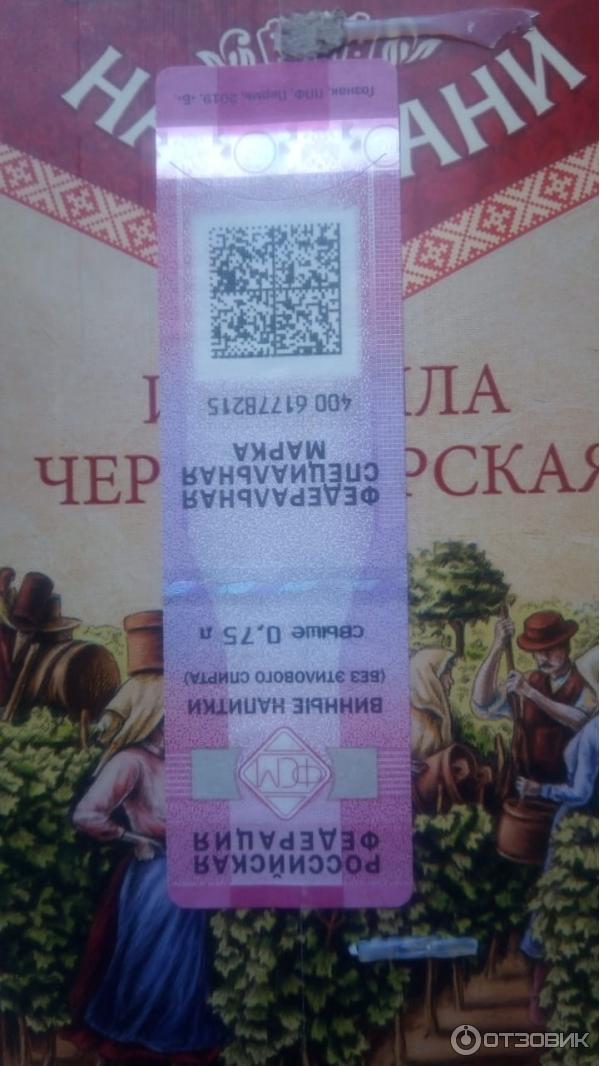 НА АНИ
И ЛЛА
ЧЕР РСКАЯ
РОССИЙСКАЯ
ФЕДЕРАЦИЯ
ФСМ
ВИННЫЕ НАПИТКИ
(БЕЗ ЭТИЛОВОГО СПИРТА)
свыше 0,75 л
ФЕДЕРАЛЬНАЯ
СПЕЦИАЛЬНАЯ
МАРКА
400 61778215
Гознак, ППФ, Пермь, 2019, «Б».
ОТЗОВИК